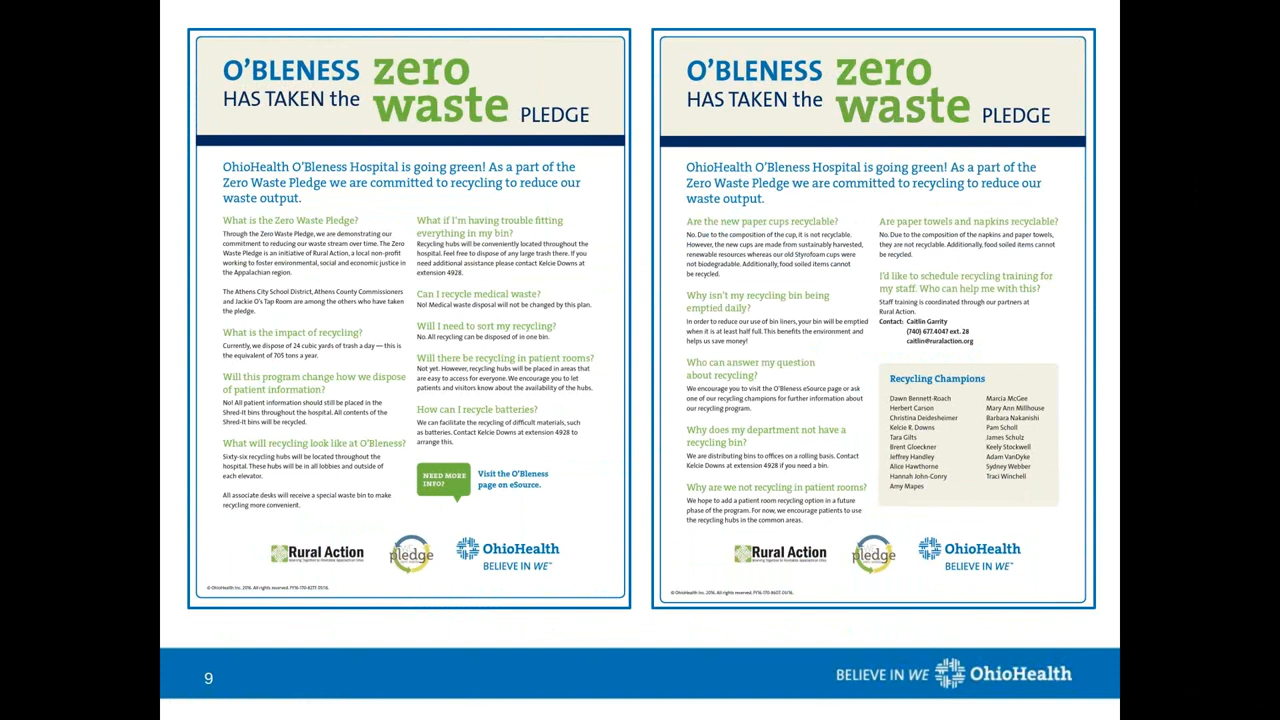 O'BLENESS
HAS TAKEN the
zero
waste
PLEDGE
OhioHealth O'Bleness Hospital is going green! As a part of the
Zero Waste Pledge we are committed to recycling to reduce our
waste output.
What is the Zero Waste Pledge?
Through the Zero Waste Pledge, we are demonstrating our
commitment to reducing our waste stream over time. The Zero
Waste Pledge is an initiative of Rural Action, a local non-profit
working to foster environmental, social and economic justice in
the Appalachian region.
The Athens City School District, Athens County Commissioners
and Jackie O's Tap Room are among the others who have taken
the pledge.
What is the impact of recycling?
Currently, we dispose of 24 cubic yards of trash a day — this is
the equivalent of 705 tons a year.
Will this program change how we dispose
of patient information?
No! All patient information should still be placed in the
Shred-It bins throughout the hospital. All contents of the
Shred-It bins will be recycled.
What will recycling look like at O'Bleness?
Sixty-six recycling hubs will be located throughout the
hospital. These hubs will be in all lobbies and outside of
each elevator.
All associate desks will receive a special waste bin to make
recycling more convenient.
What if I'm having trouble fitting
everything in my bin?
Recycling hubs will be conveniently located throughout the
hospital. Feel free to dispose of any large trash there. If you
need additional assistance please contact Kelcie Downs at
extension 4928.
Can I recycle medical waste?
No! Medical waste disposal will not be changed by this plan.
Will I need to sort my recycling?
No. All recycling can be disposed of in one bin.
Will there be recycling in patient rooms?
Not yet. However, recycling hubs will be placed in areas that
are easy to access for everyone. We encourage you to let
patients and visitors know about the availability of the hubs.
How can I recycle batteries?
We can facilitate the recycling of difficult materials, such
as batteries. Contact Kelcie Downs at extension 4928 to
arrange this.
NEED MORE
INFO?
Visit the O'Bleness
page on eSource.
Rural Action
pledge
OhioHealth
BELIEVE IN WE
© OhioHealth Inc. 2016. All rights reserved.
O'BLENESS
HAS TAKEN the
zero
waste
PLEDGE
OhioHealth O'Bleness Hospital is going green! As a part of the
Zero Waste Pledge we are committed to recycling to reduce our
waste output.
Are the new paper cups recyclable?
No. Due to the composition of the cup, it is not recyclable.
However, the new cups are made from sustainably harvested,
renewable resources whereas our old Styrofoam cups were
not biodegradable. Additionally, food soiled items cannot
be recycled.
Why isn't my recycling bin being
emptied daily?
In order to reduce our use of bin liners, your bin will be emptied
when it is at least half full. This benefits the environment and
helps us save money!
Who can answer my question
about recycling?
We encourage you to visit the O'Bleness eSource page or ask
one of our recycling champions for further information about
our recycling program.
Why does my department not have a
recycling bin?
We are distributing bins to offices on a rolling basis. Contact
Kelcie Downs at extension 4928 if you need a bin.
Why are we not recycling in patient rooms?
We hope to add a patient room recycling option in a future
phase of the program. For now, we encourage patients to use
the recycling hubs in the common areas.
Are paper towels and napkins recyclable?
No. Due to the composition of the napkins and paper towels,
they are not recyclable. Additionally, food soiled items cannot
be recycled.
I'd like to schedule recycling training for
my staff. Who can help me with this?
Staff training is coordinated through our partners at
Rural Action.
Contact: Caitlin Garrity
(740) 677.4047 ext. 28
caitlin@ruralaction.org
Recycling Champions
Dawn Bennett-Roach
Herbert Carson
Christina Deidesheimer
Kelcie R. Downs
Tara Gilts
Brent Gloeckner
Jeffrey Handley
Alice Hawthorne
Hannah John-Conry
Amy Mapes
Marcia McGee
Mary Ann Millhouse
Barbara Nakanishi
Pam Scholl
James Schulz
Keely Stockwell
Adam VanDyke
Sydney Webber
Traci Winchell
Rural Action
pledge
OhioHealth
BELIEVE IN WE
© OhioHealth Inc. 2016. All rights reserved.
9
BELIEVE IN WE OhioHealth